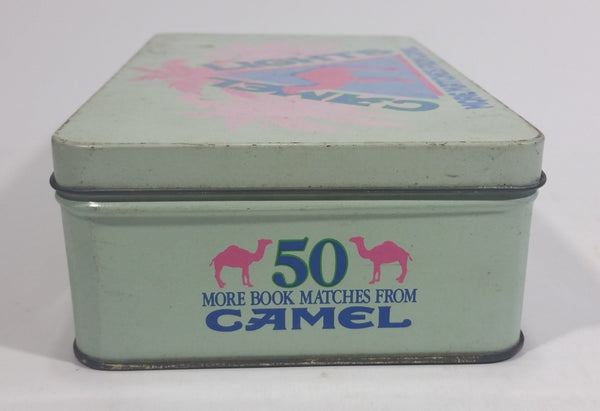 LIGHTS
CAMEL
50
MORE BOOK MATCHES FROM
CAMEL